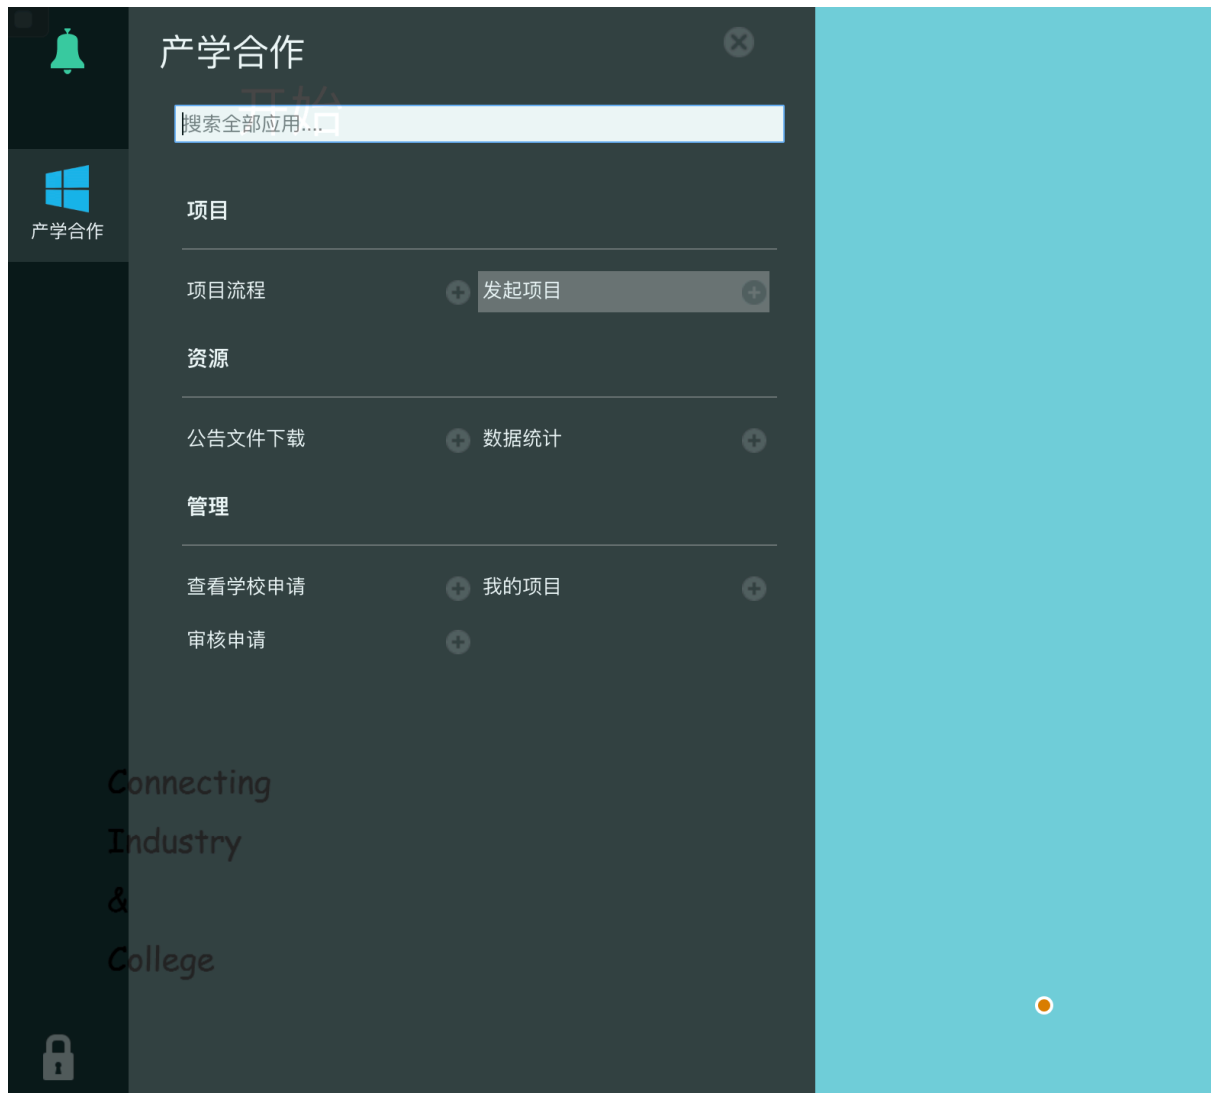 产学合作
开始
搜索全部应用....
产学合作
项目
项目流程
发起项目
资源
公告文件下载
数据统计
管理
查看学校申请
我的项目
审核申请
Connecting
Industry
&
College